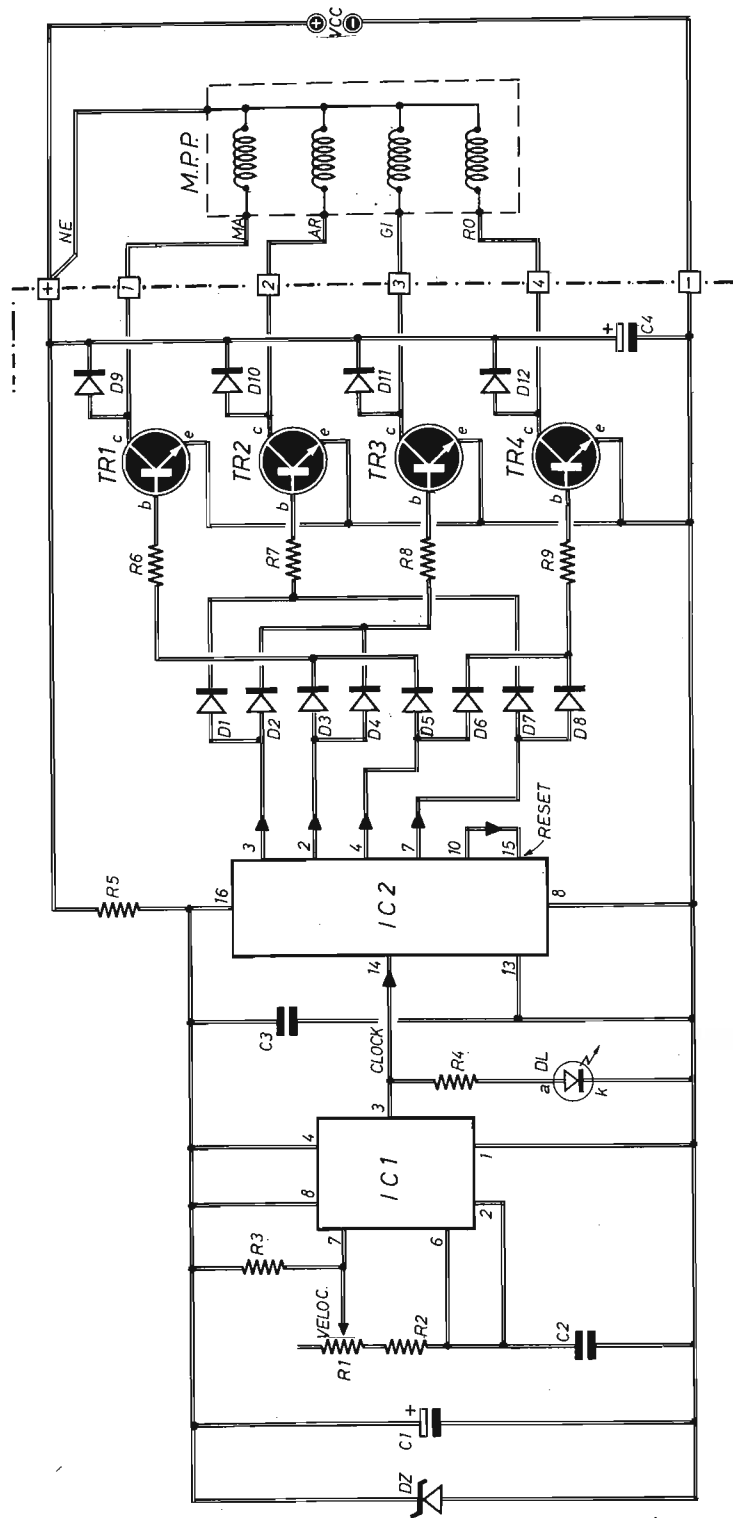 VCC
NE
M.P.P.
MA
AR
GI
RO
+
1
2
3
4
-
D9
D10
D11
D12
+
C4
TR1
c
b
e
TR2
c
b
e
TR3
c
b
e
TR4
c
b
e
R6
R7
R8
R9
D1
D2
D3
D4
D5
D6
D7
D8
R5
16
3
2
4
7
10
15
RESET
IC2
14
13
8
C3
CLOCK
R4
DL
a
k
IC1
8
4
3
7
6
2
1
R3
VELOC.
R1
R2
C2
C1
+
DZ